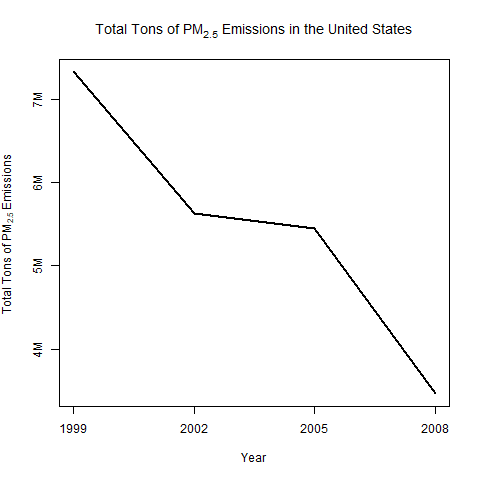 Total Tons of PM2.5 Emissions in the United States
Total Tons of PM2.5 Emissions
7M
6M
5M
4M
1999 2002 2005 2008
Year